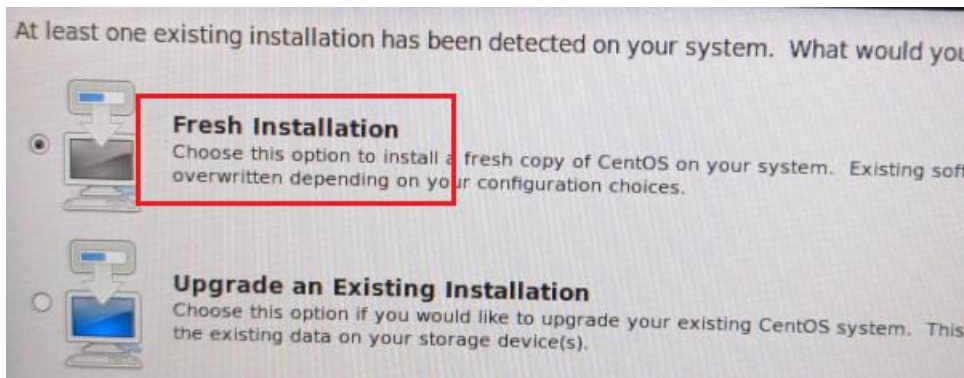 At least one existing installation has been detected on your system. What would you
Fresh Installation
Choose this option to install a fresh copy of CentOS on your system. Existing
overwritten depending on your configuration choices.
Upgrade an Existing Installation
Choose this option if you would like to upgrade your existing CentOS system. This
the existing data on your storage device(s).